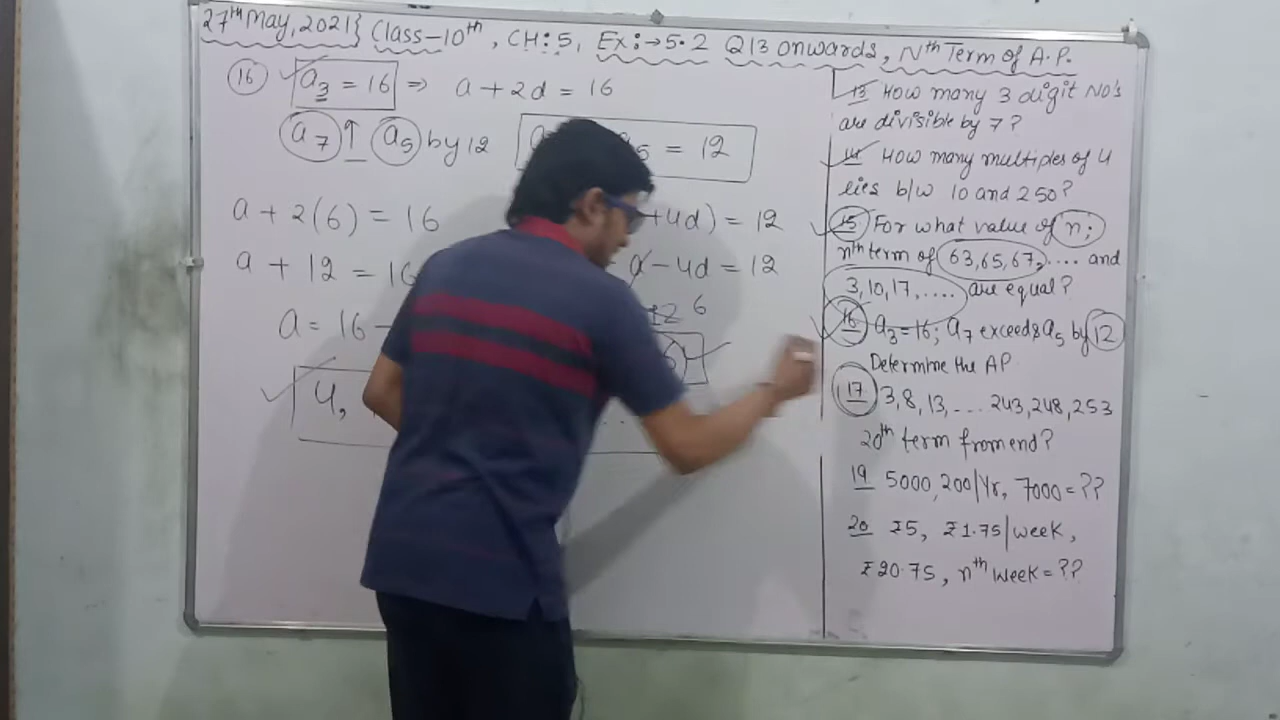 27th May, 2021} Class-10th, CH: 5, Ex:→5.2 Q13 onwards, Nth Term of A.P.
16 a3 = 16 ⇒ a + 2d = 16
a7 ↑ a5 by 12 = 12
a + 2(6) = 16 +4d) = 12
a + 12 = 16 a - 4d = 12
a = 16 - 12 6
4,
13 How many 3 digit No's
are divisible by 7?
14 How many multiples of 4
lies b/w 10 and 250?
15 For what value of n;
nth term of 63,65,67,.... and
3,10,17,.... are equal?
16 a3=16; a7 exceeds a5 by 12
Determine the AP
17 3,8,13,... 243,248,253
20th term from end?
19 5000,200/Yr, 7000=??
20 ₹5, ₹1.75/week,
₹20.75, nth week=??